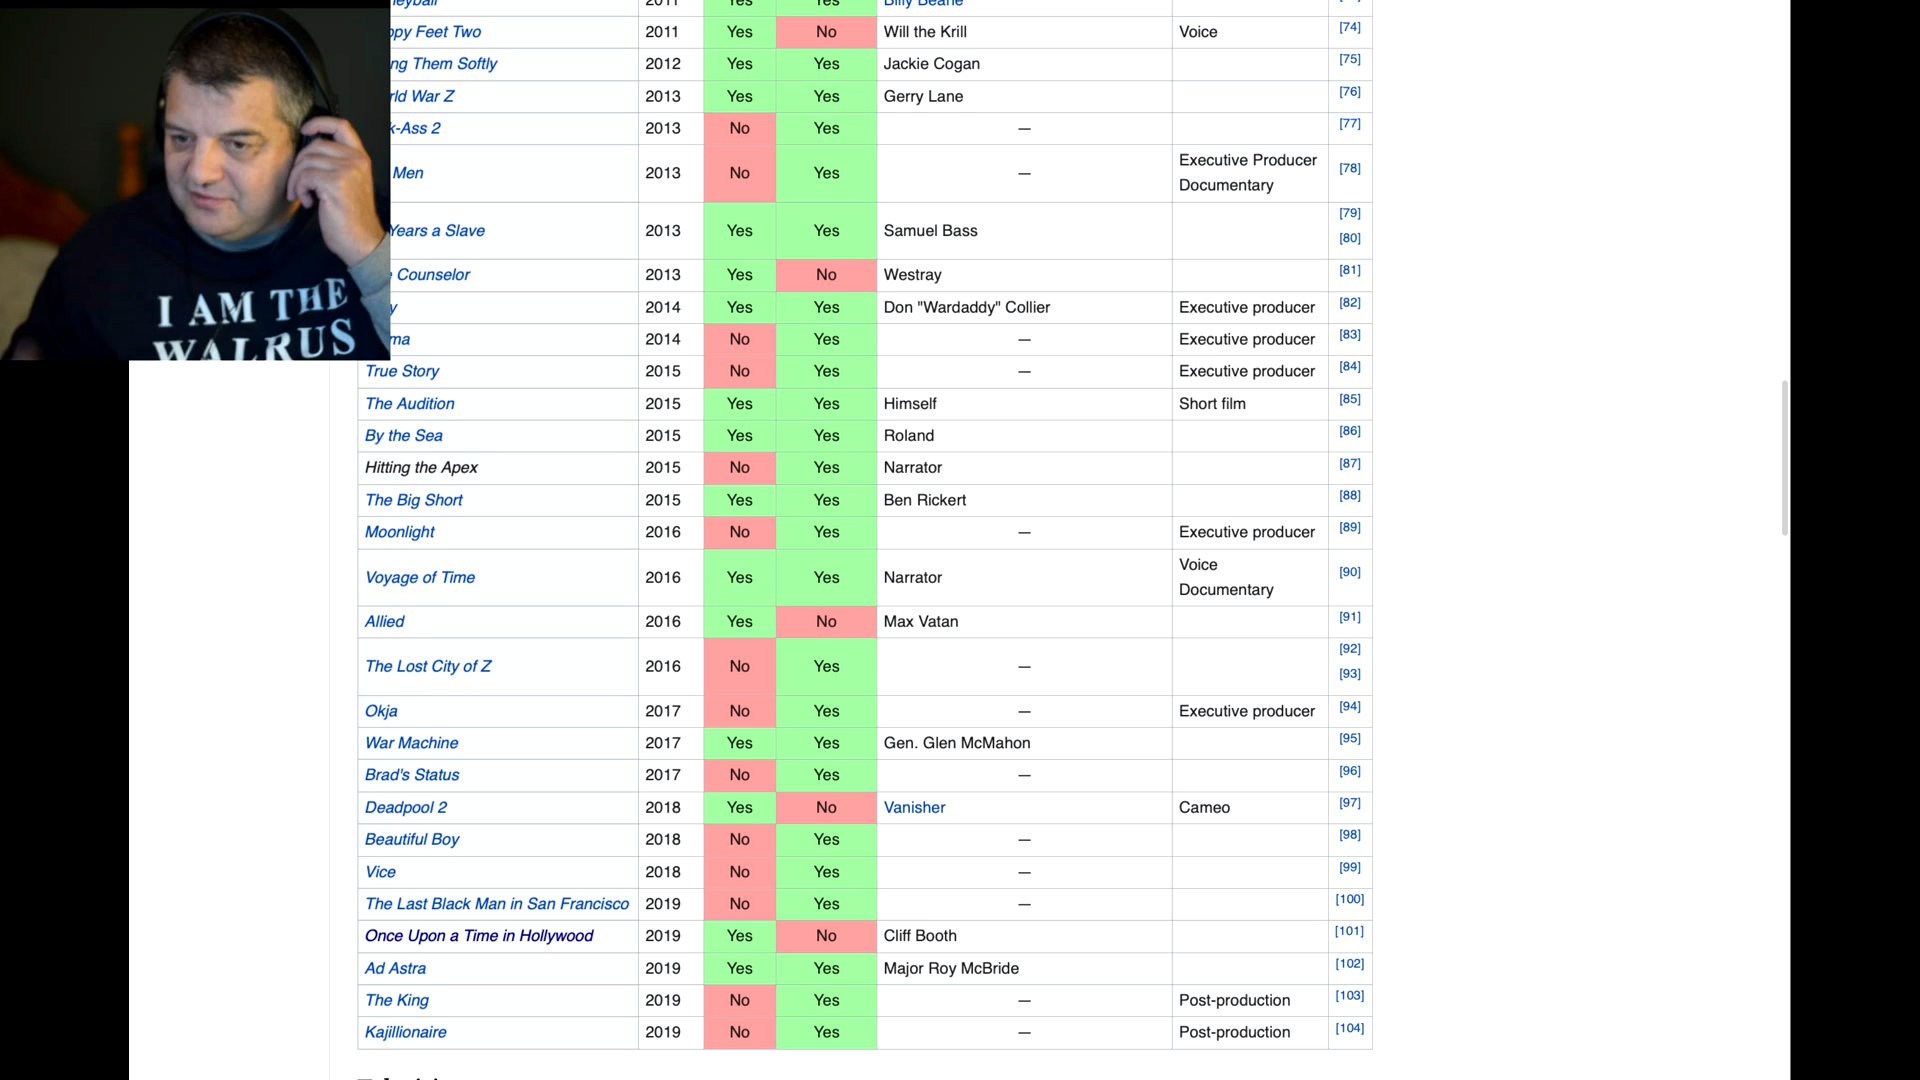 neyball 2011 Yes Yes Billy Beane
ppy Feet Two 2011 Yes No Will the Krill Voice [74]
ng Them Softly 2012 Yes Yes Jackie Cogan [75]
rld War Z 2013 Yes Yes Gerry Lane [76]
k-Ass 2 2013 No Yes — [77]
Men 2013 No Yes — Executive Producer Documentary [78]
Years a Slave 2013 Yes Yes Samuel Bass [79] [80]
Counselor 2013 Yes No Westray [81]
y 2014 Yes Yes Don "Wardaddy" Collier Executive producer [82]
ma 2014 No Yes — Executive producer [83]
True Story 2015 No Yes — Executive producer [84]
The Audition 2015 Yes Yes Himself Short film [85]
By the Sea 2015 Yes Yes Roland [86]
Hitting the Apex 2015 No Yes Narrator [87]
The Big Short 2015 Yes Yes Ben Rickert [88]
Moonlight 2016 No Yes — Executive producer [89]
Voyage of Time 2016 Yes Yes Narrator Voice Documentary [90]
Allied 2016 Yes No Max Vatan [91]
The Lost City of Z 2016 No Yes — [92] [93]
Okja 2017 No Yes — Executive producer [94]
War Machine 2017 Yes Yes Gen. Glen McMahon [95]
Brad's Status 2017 No Yes — [96]
Deadpool 2 2018 Yes No Vanisher Cameo [97]
Beautiful Boy 2018 No Yes — [98]
Vice 2018 No Yes — [99]
The Last Black Man in San Francisco 2019 No Yes — [100]
Once Upon a Time in Hollywood 2019 Yes No Cliff Booth [101]
Ad Astra 2019 Yes Yes Major Roy McBride [102]
The King 2019 No Yes — Post-production [103]
Kajillionaire 2019 No Yes — Post-production [104]
I AM THE
WALRUS